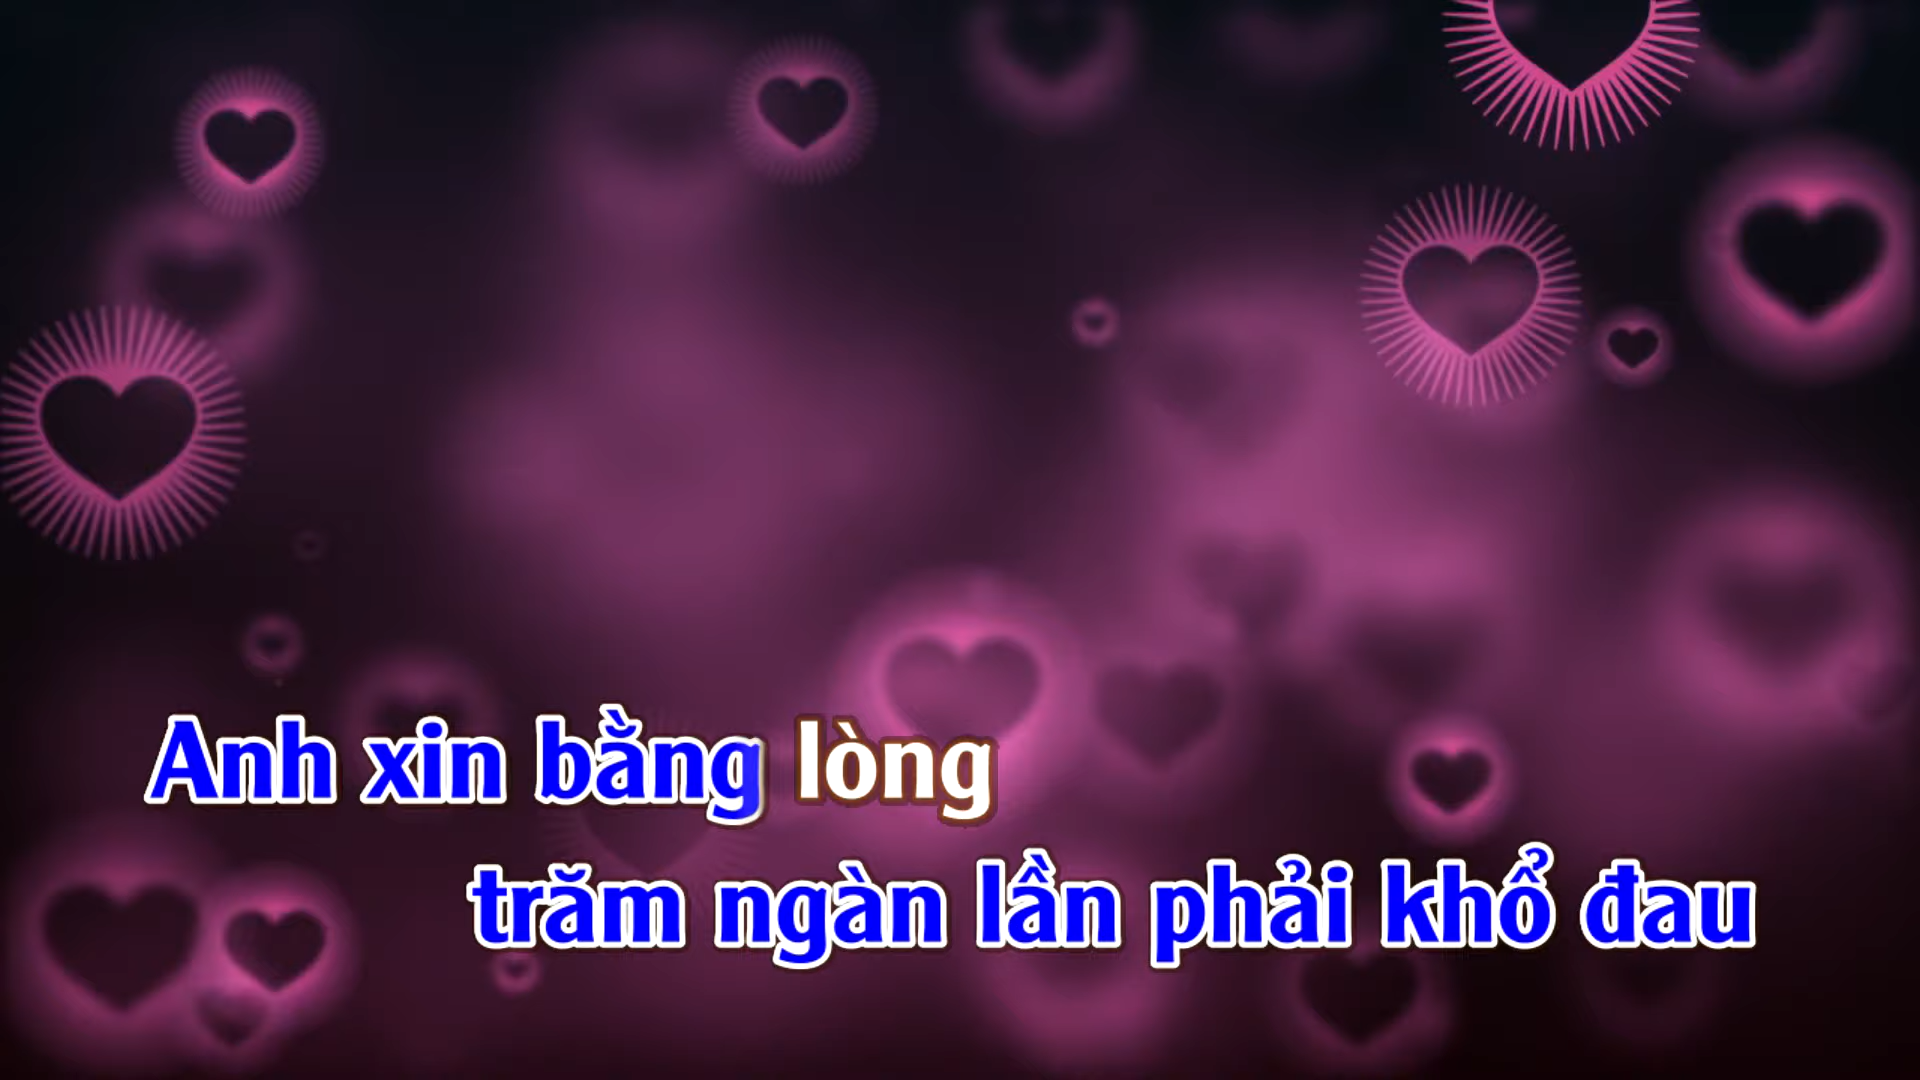 Anh xin bằng lòng
trăm ngàn lần phải khổ đau